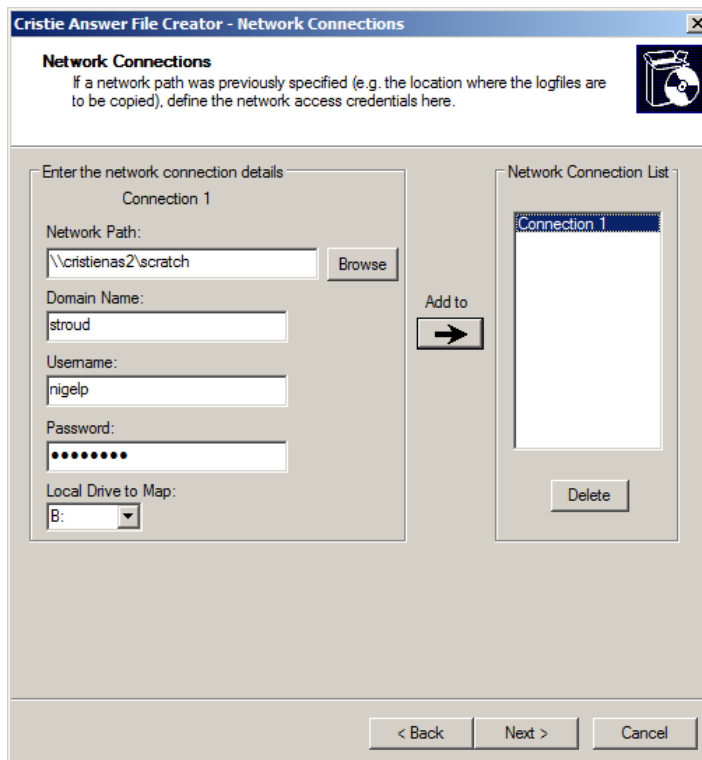 Cristie Answer File Creator - Network Connections
Network Connections
If a network path was previously specified (e.g. the location where the logfiles are
to be copied), define the network access credentials here.
Enter the network connection details
Connection 1
Network Path:
\\cristienas2\scratch
Browse
Domain Name:
stroud
Username:
nigelp
Password:
●●●●●●●●
Local Drive to Map:
B:
Add to
Network Connection List
Connection 1
Delete
< Back
Next >
Cancel